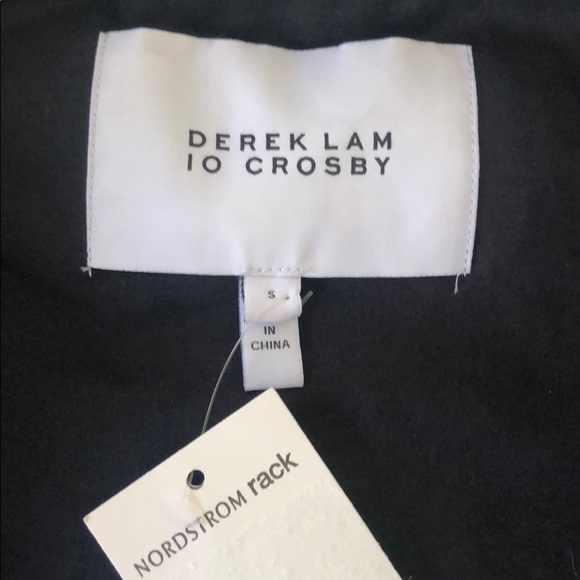 DEREK LAM
10 CROSBY
S
IN
CHINA
NORDSTROM rack